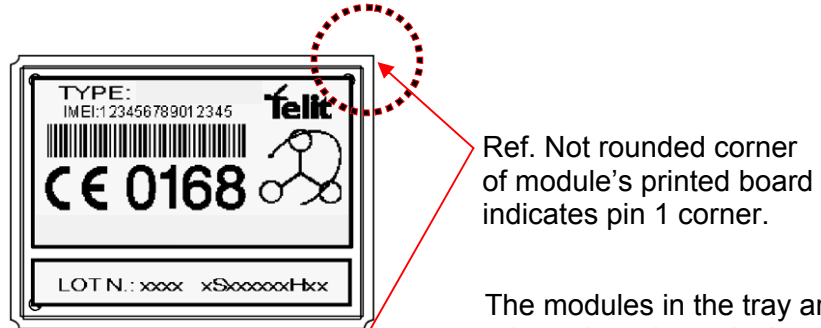 TYPE:
IMEI:123456789012345
Telit
CE 0168
LOT N.: xxxx xSxxxxxxHxx
Ref. Not rounded corner
of module’s printed board
indicates pin 1 corner.
The modules in the tray